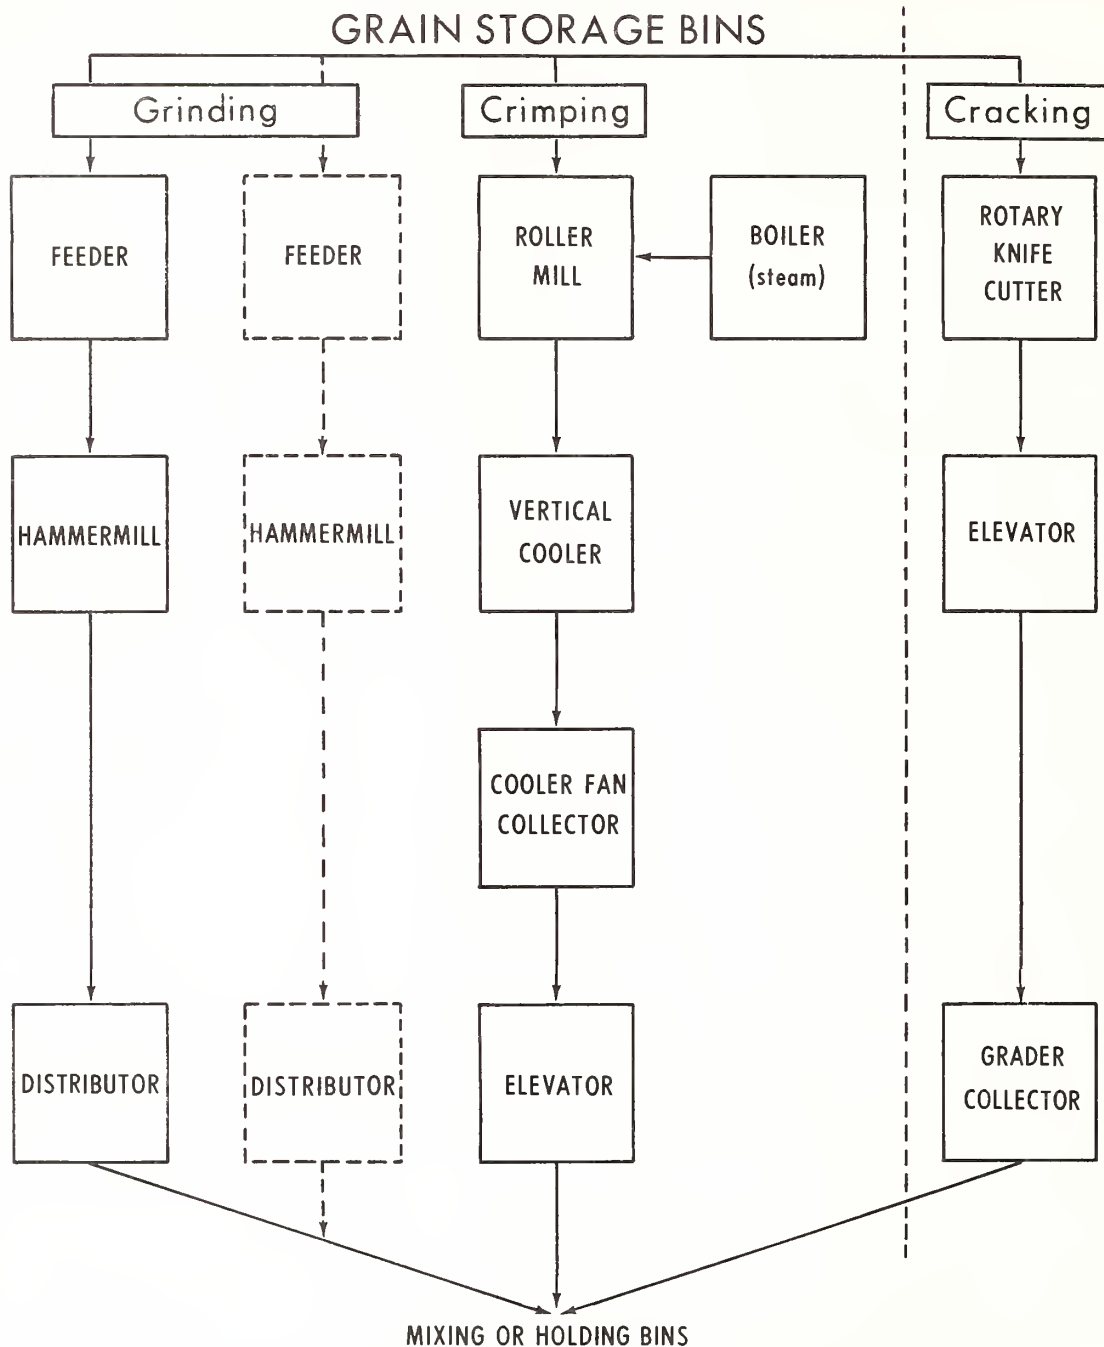 GRAIN STORAGE BINS
Grinding
Crimping
Cracking
FEEDER
FEEDER
ROLLER
MILL
BOILER
(steam)
ROTARY
KNIFE
CUTTER
HAMMERMILL
HAMMERMILL
VERTICAL
COOLER
ELEVATOR
COOLER FAN
COLLECTOR
DISTRIBUTOR
DISTRIBUTOR
ELEVATOR
GRADER
COLLECTOR
MIXING OR HOLDING BINS